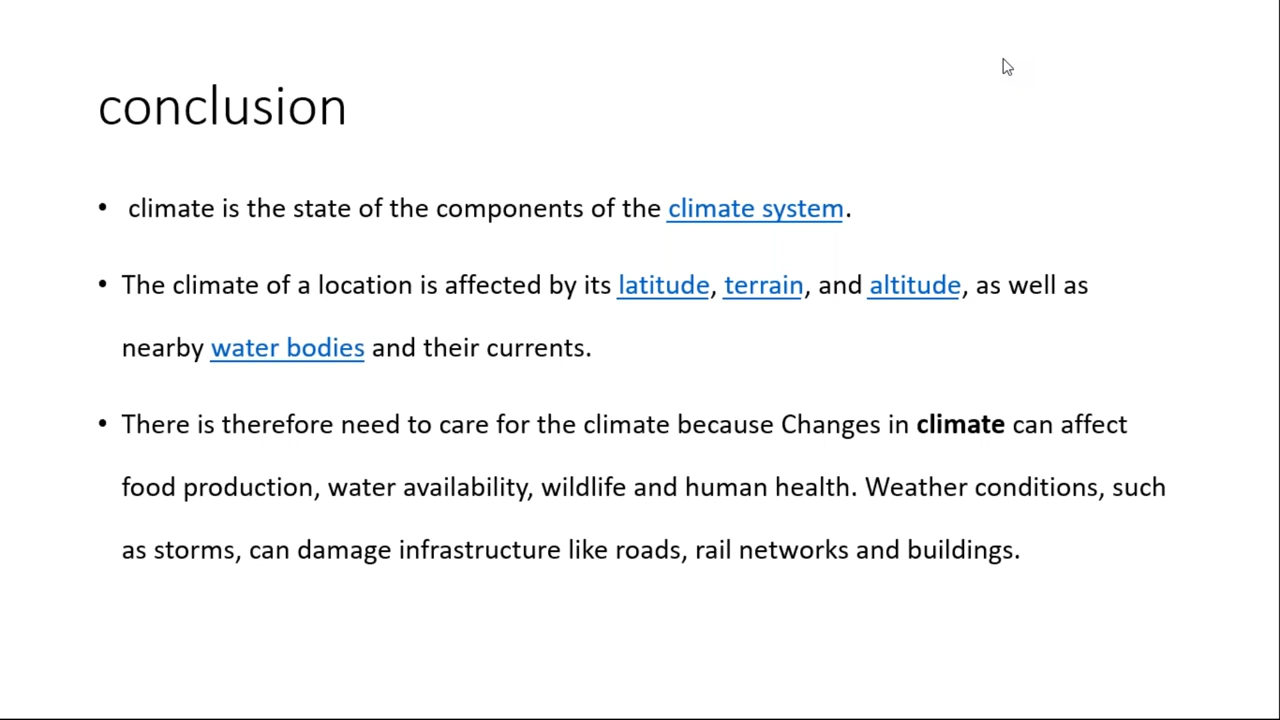 conclusion
• climate is the state of the components of the climate system.
• The climate of a location is affected by its latitude, terrain, and altitude, as well as
nearby water bodies and their currents.
• There is therefore need to care for the climate because Changes in climate can affect
food production, water availability, wildlife and human health. Weather conditions, such
as storms, can damage infrastructure like roads, rail networks and buildings.